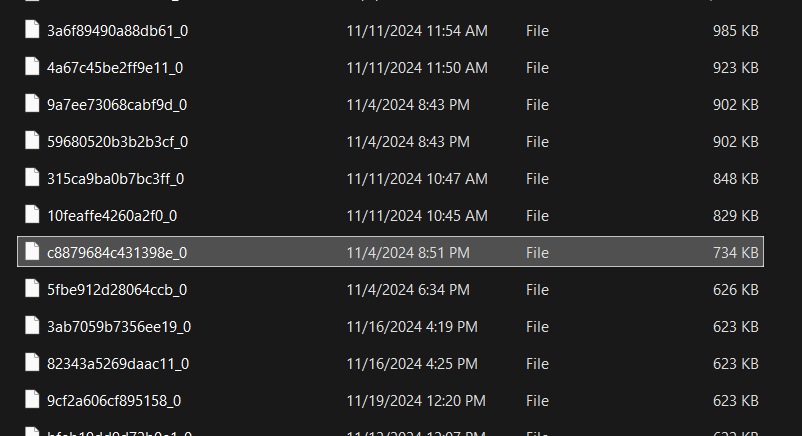 3a6f89490a88db61_0 11/11/2024 11:54 AM File 985 KB
4a67c45be2ff9e11_0 11/11/2024 11:50 AM File 923 KB
9a7ee73068cabf9d_0 11/4/2024 8:43 PM File 902 KB
59680520b3b2b3cf_0 11/4/2024 8:43 PM File 902 KB
315ca9ba0b7bc3ff_0 11/11/2024 10:47 AM File 848 KB
10feaffe4260a2f0_0 11/11/2024 10:45 AM File 829 KB
c8879684c431398e_0 11/4/2024 8:51 PM File 734 KB
5fbe912d28064ccb_0 11/4/2024 6:34 PM File 626 KB
3ab7059b7356ee19_0 11/16/2024 4:19 PM File 623 KB
82343a5269daac11_0 11/16/2024 4:25 PM File 623 KB
9cf2a606cf895158_0 11/19/2024 12:20 PM File 623 KB